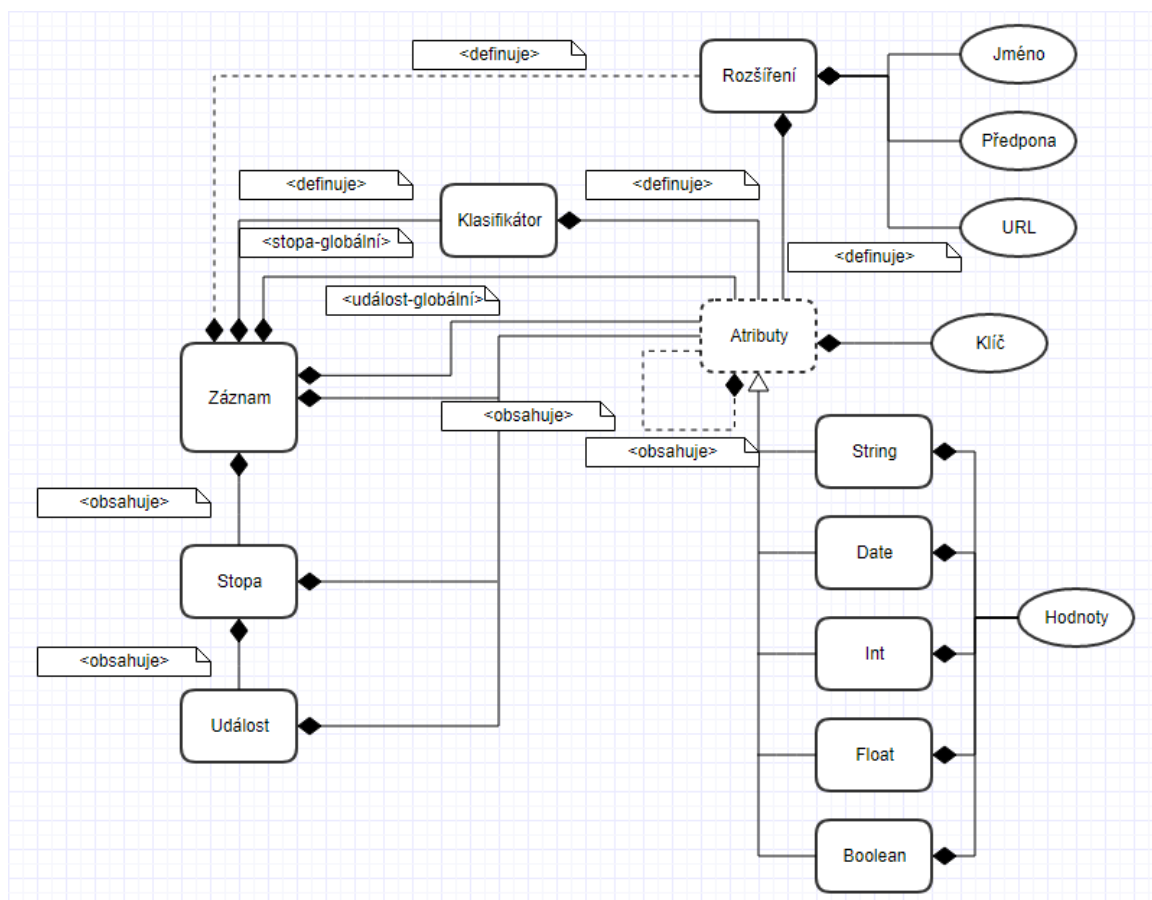 <definuje>
Rozšíření
Jméno
Předpona
URL
<definuje>
Klasifikátor
<definuje>
<stopa-globální>
<definuje>
<událost-globální>
Atributy
Klíč
Záznam
<obsahuje>
<obsahuje>
String
<obsahuje>
Stopa
Date
Hodnoty
Int
<obsahuje>
Událost
Float
Boolean